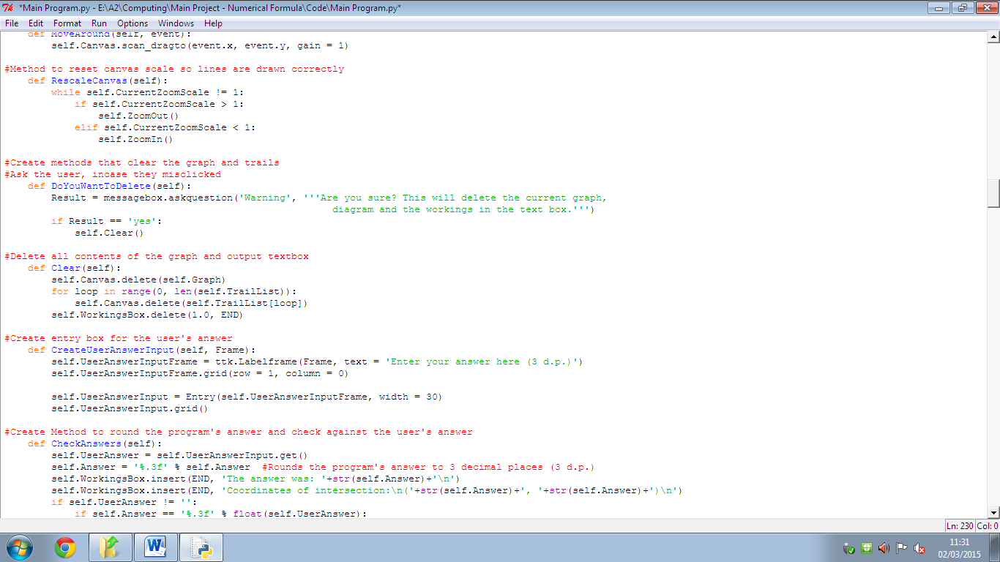 *Main Program.py - E:\A2\Computing\Main Project - Numerical Formula\Code\Main Program.py*
File Edit Format Run Options Windows Help
    def MoveAround(self, event):
        self.Canvas.scan_dragto(event.x, event.y, gain = 1)
#Method to reset canvas scale so lines are drawn correctly
    def RescaleCanvas(self):
        while self.CurrentZoomScale != 1:
            if self.CurrentZoomScale > 1:
                self.ZoomOut()
            elif self.CurrentZoomScale < 1:
                self.ZoomIn()
#Create methods that clear the graph and trails
#Ask the user, incase they misclicked
    def DoYouWantToDelete(self):
        Result = messagebox.askquestion('Warning', '''Are you sure? This will delete the current graph,
                                                        diagram and the workings in the text box.''')
        if Result == 'yes':
            self.Clear()
#Delete all contents of the graph and output textbox
    def Clear(self):
        self.Canvas.delete(self.Graph)
        for loop in range(0, len(self.TrailList)):
            self.Canvas.delete(self.TrailList[loop])
        self.WorkingsBox.delete(1.0, END)
#Create entry box for the user's answer
    def CreateUserAnswerInput(self, Frame):
        self.UserAnswerInputFrame = ttk.Labelframe(Frame, text = 'Enter your answer here (3 d.p.)')
        self.UserAnswerInputFrame.grid(row = 1, column = 0)
        self.UserAnswerInput = Entry(self.UserAnswerInputFrame, width = 30)
        self.UserAnswerInput.grid()
#Create Method to round the program's answer and check against the user's answer
    def CheckAnswers(self):
        self.UserAnswer = self.UserAnswerInput.get()
        self.Answer = '%.3f' % self.Answer  #Rounds the program's answer to 3 decimal places (3 d.p.)
        self.WorkingsBox.insert(END, 'The answer was: '+str(self.Answer)+'\n')
        self.WorkingsBox.insert(END, 'Coordinates of intersection:\n('+str(self.Answer)+', '+str(self.Answer)+')\n')
        if self.UserAnswer != '':
            if self.Answer == '%.3f' % float(self.UserAnswer):
Ln: 230 Col: 0
11:31
02/03/2015